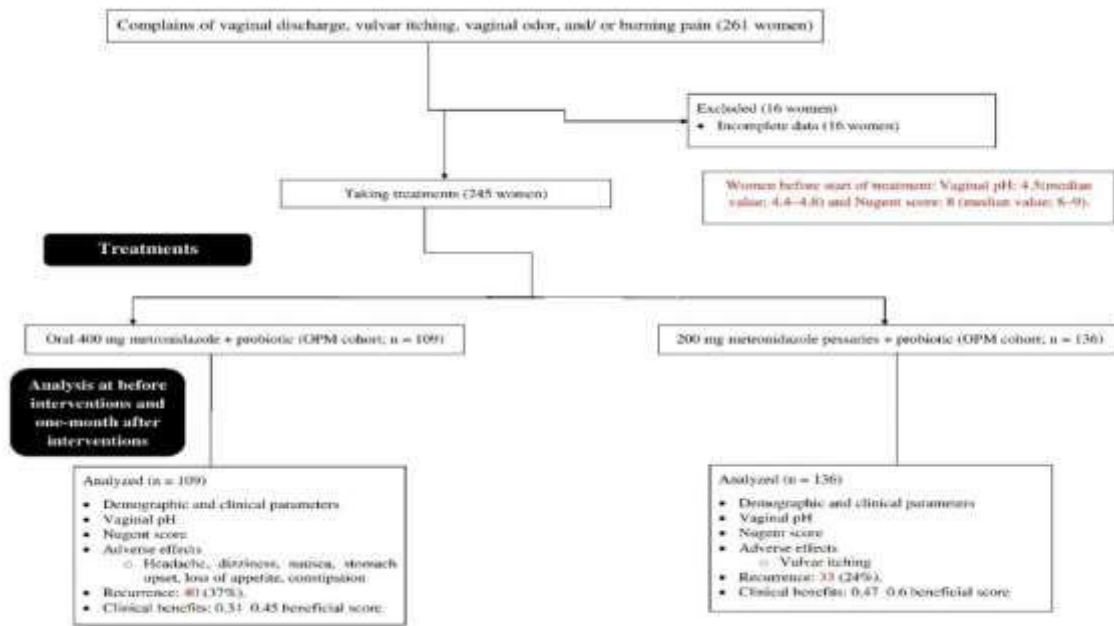 Complains of vaginal discharge, vulvar itching, vaginal odor, and/ or burning pain (261 women)
Excluded (16 women)
• Incomplete data (16 women)
Taking treatments (245 women)
Women before start of treatment: Vaginal pH: 4.5(median
value: 4.4–4.8) and Nugent score: 8 (median value: 8–9).
Treatments
Oral 400 mg metronidazole + probiotic (OPM cohort; n = 109)
200 mg metronidazole pessaries + probiotic (OPM cohort; n = 136)
Analysis at before
interventions and
one-month after
interventions
Analyzed (n = 109)
• Demographic and clinical parameters
• Vaginal pH
• Nugent score
• Adverse effects
○ Headache, dizziness, nausea, stomach
upset, loss of appetite, constipation
• Recurrence: 40 (37%).
• Clinical benefits: 0.31–0.45 beneficial score
Analyzed (n = 136)
• Demographic and clinical parameters
• Vaginal pH
• Nugent score
• Adverse effects
○ Vulvar itching
• Recurrence: 33 (24%).
• Clinical benefits: 0.47–0.6 beneficial score